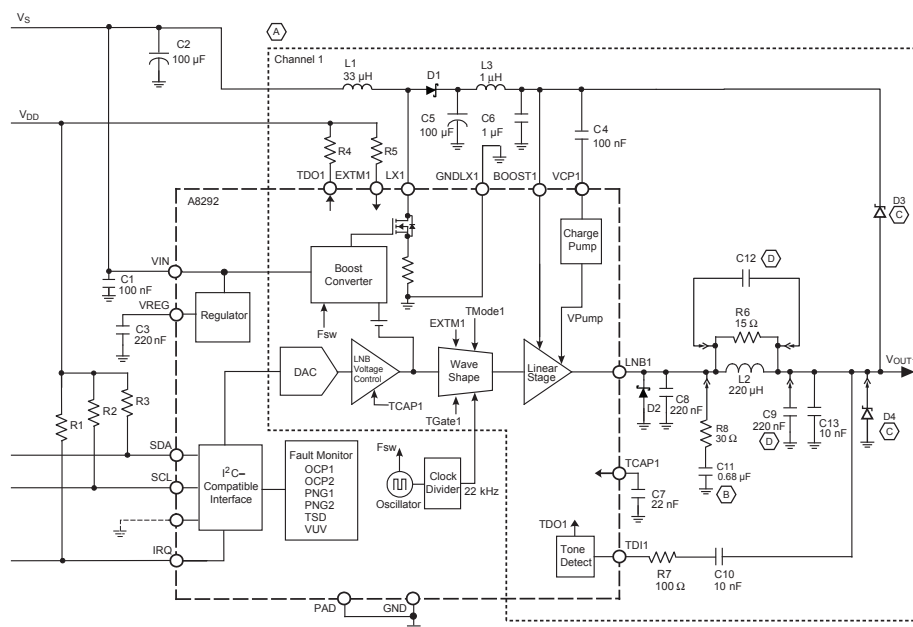 VS
A
C2
100 µF
Channel 1
L1
33 µH
D1
L3
1 µH
VDD
C5
100 µF
C6
1 µF
C4
100 nF
R4
R5
TDO1
EXTM1
LX1
GNDLX1
BOOST1
VCP1
A8292
D3
C
Charge
Pump
VIN
C1
100 nF
Boost
Converter
C12
D
VREG
Regulator
C3
220 nF
Fsw
TMode1
EXTM1
VPump
R6
15 Ω
DAC
LNB
Voltage
Control
Wave
Shape
Linear
Stage
LNB1
VOUT1
L2
220 µH
TCAP1
TGate1
D2
C8
220 nF
R8
30 Ω
C9
220 nF
D
C13
10 nF
D4
C
R1
R2
R3
SDA
SCL
IRQ
I2C–
Compatible
Interface
Fault Monitor
OCP1
OCP2
PNG1
PNG2
TSD
VUV
Fsw
Oscillator
Clock
Divider
22 kHz
C11
0.68 µF
B
TCAP1
C7
22 nF
TDO1
Tone
Detect
TDI1
R7
100 Ω
C10
10 nF
PAD
GND